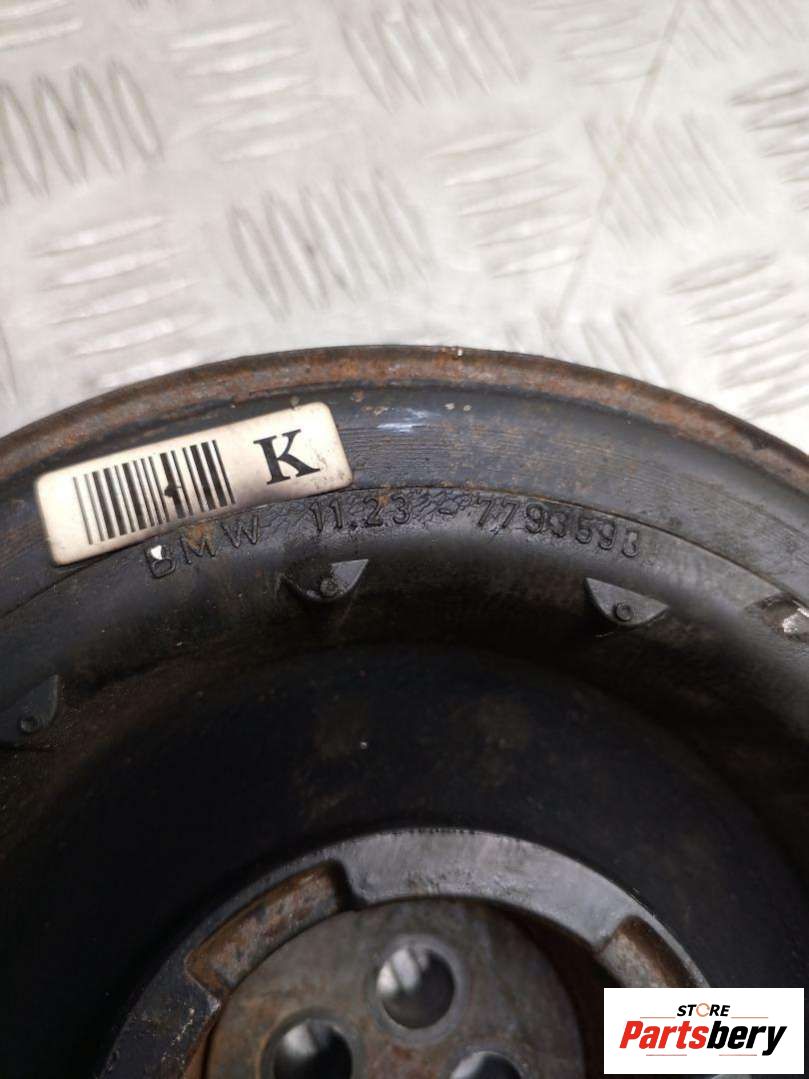 K
BMW 11.23 - 7793593
STORE
Partsbery